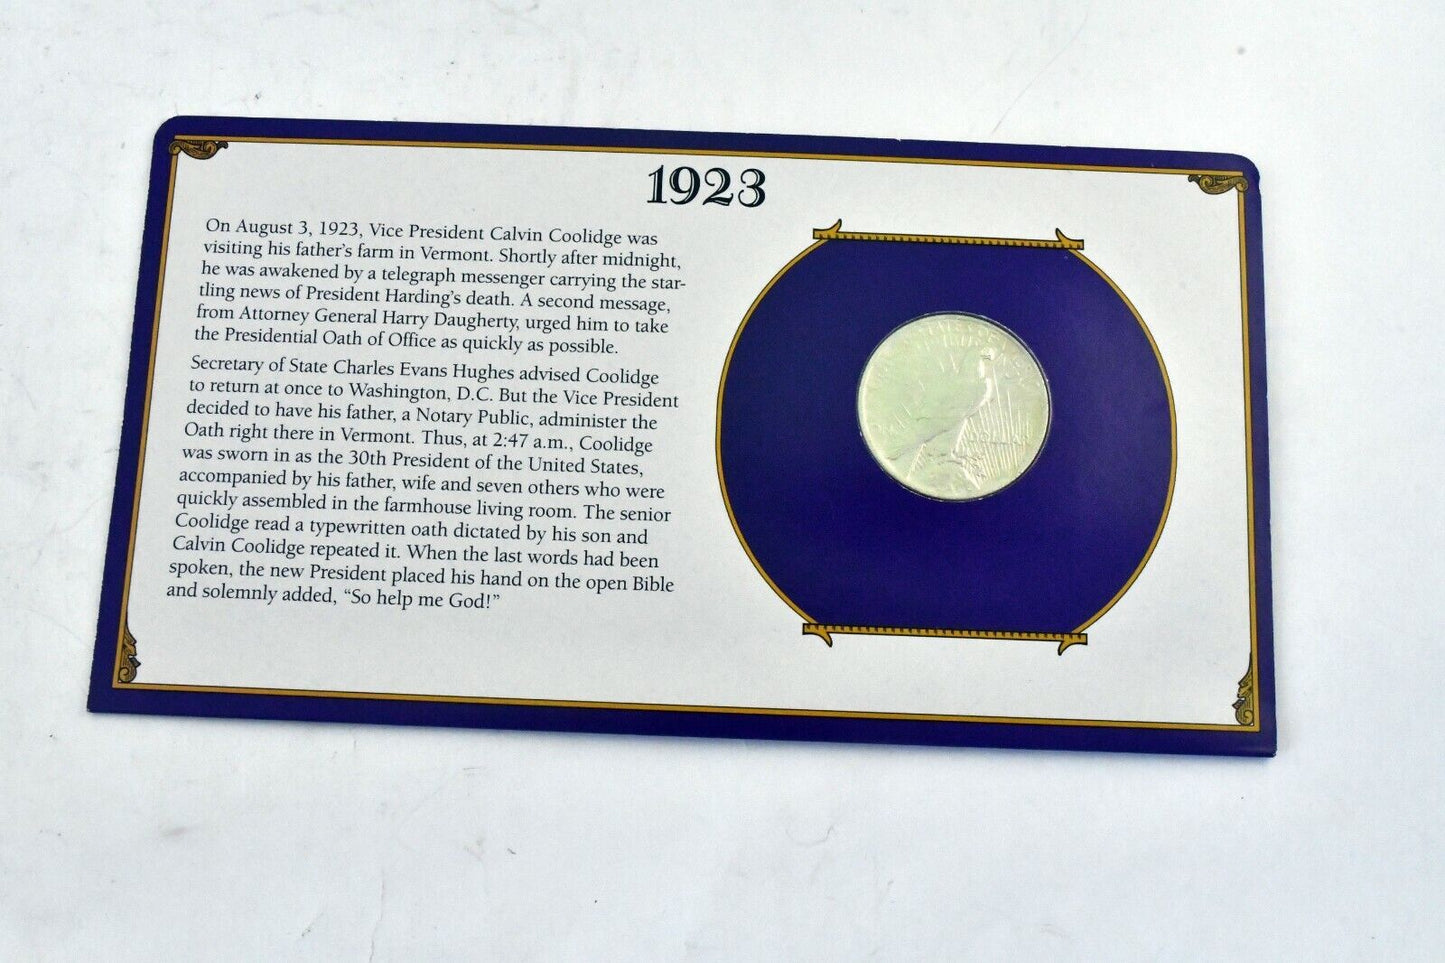 1923
On August 3, 1923, Vice President Calvin Coolidge was
visiting his father's farm in Vermont. Shortly after midnight,
he was awakened by a telegraph messenger carrying the star-
tling news of President Harding's death. A second message,
from Attorney General Harry Daugherty, urged him to take
the Presidential Oath of Office as quickly as possible.
Secretary of State Charles Evans Hughes advised Coolidge
to return at once to Washington, D.C. But the Vice President
decided to have his father, a Notary Public, administer the
Oath right there in Vermont. Thus, at 2:47 a.m., Coolidge
was sworn in as the 30th President of the United States,
accompanied by his father, wife and seven others who were
quickly assembled in the farmhouse living room. The senior
Coolidge read a typewritten oath dictated by his son and
Calvin Coolidge repeated it. When the last words had been
spoken, the new President placed his hand on the open Bible
and solemnly added, “So help me God!”